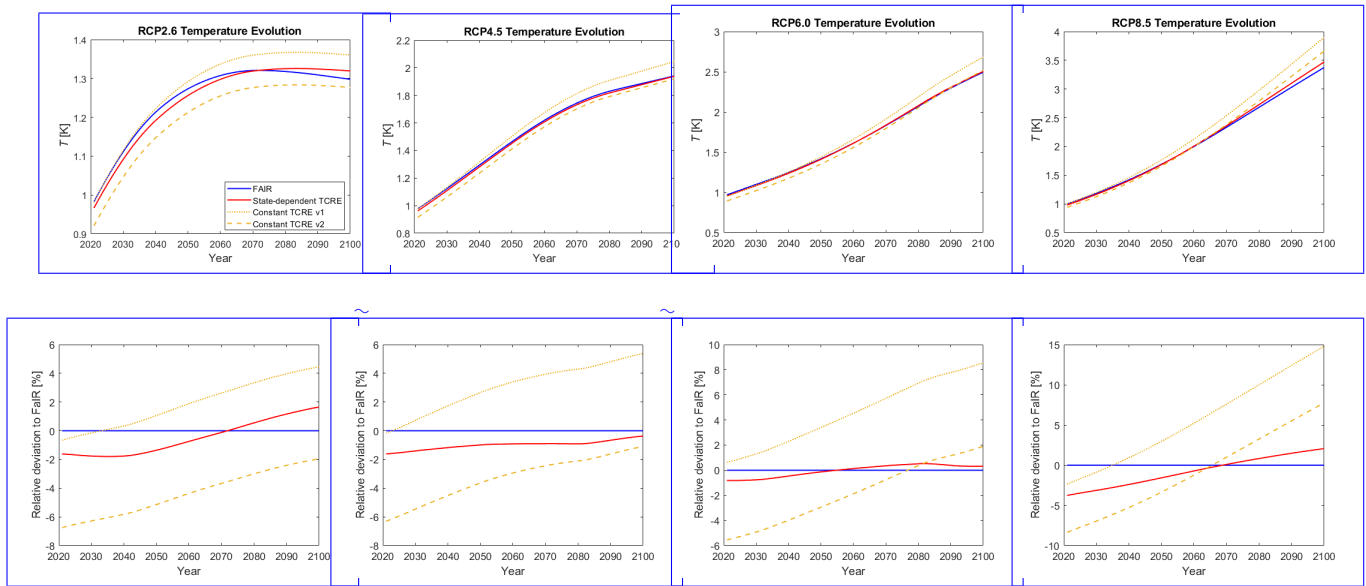 RCP2.6 Temperature Evolution
1.4
1.3
1.2
1.1
1
0.9
T [K]
FAIR
State-dependent TCRE
Constant TCRE v1
Constant TCRE v2
2020 2030 2040 2050 2060 2070 2080 2090 2100
Year
RCP4.5 Temperature Evolution
2.2
2
1.8
1.6
1.4
1.2
1
0.8
T [K]
2020 2030 2040 2050 2060 2070 2080 2090 2100
Year
RCP6.0 Temperature Evolution
3
2.5
2
1.5
1
0.5
T [K]
2020 2030 2040 2050 2060 2070 2080 2090 2100
Year
RCP8.5 Temperature Evolution
4
3.5
3
2.5
2
1.5
1
0.5
T [K]
2020 2030 2040 2050 2060 2070 2080 2090 2100
Year
~ ~
6
4
2
0
-2
-4
-6
-8
Relative deviation to FaIR [%]
2020 2030 2040 2050 2060 2070 2080 2090 2100
Year
6
4
2
0
-2
-4
-6
-8
Relative deviation to FaIR [%]
2020 2030 2040 2050 2060 2070 2080 2090 2100
Year
10
8
6
4
2
0
-2
-4
-6
Relative deviation to FaIR [%]
2020 2030 2040 2050 2060 2070 2080 2090 2100
Year
15
10
5
0
-5
-10
Relative deviation to FaIR [%]
2020 2030 2040 2050 2060 2070 2080 2090 2100
Year